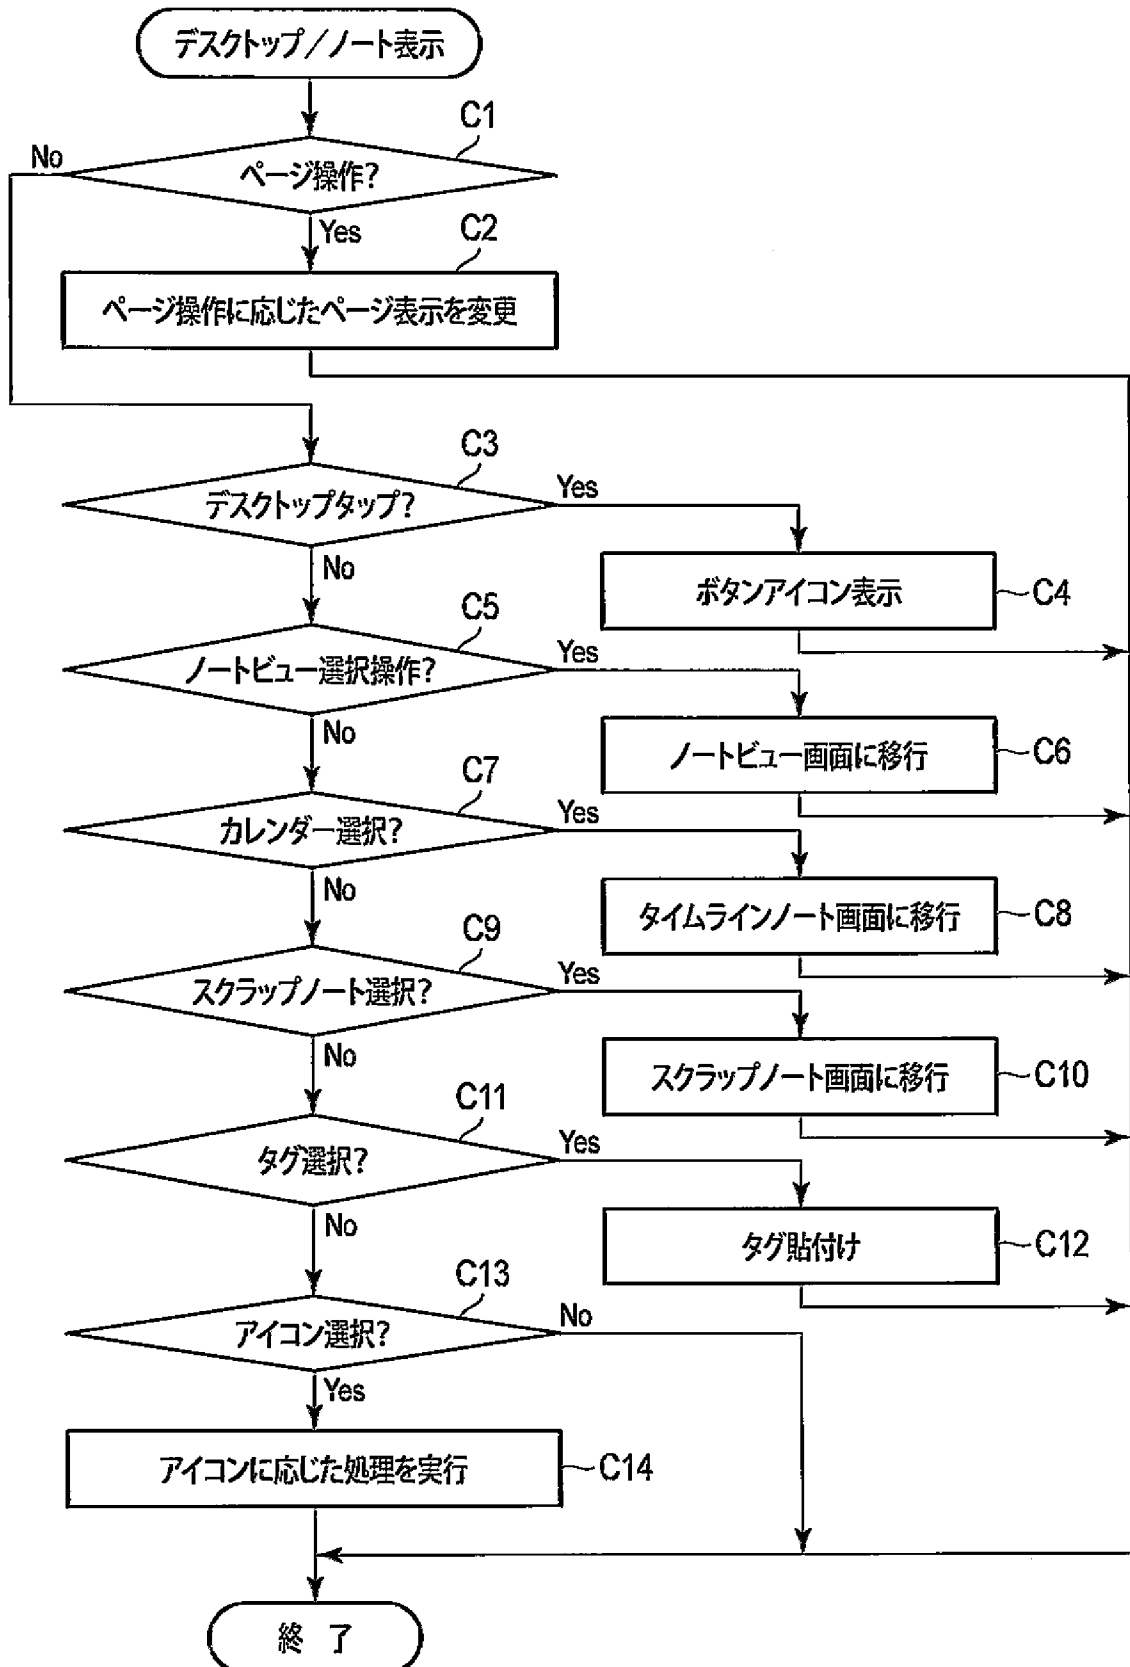 デスクトップ／ノート表示
C1
No
ページ操作?
Yes
C2
ページ操作に応じたページ表示を変更
C3
デスクトップタップ?
Yes
No
ボタンアイコン表示
C4
C5
ノートビュー選択操作?
Yes
No
ノートビュー画面に移行
C6
C7
カレンダー選択?
Yes
No
タイムラインノート画面に移行
C8
C9
スクラップノート選択?
Yes
No
スクラップノート画面に移行
C10
C11
タグ選択?
Yes
No
タグ貼付け
C12
C13
アイコン選択?
No
Yes
アイコンに応じた処理を実行
C14
終 了